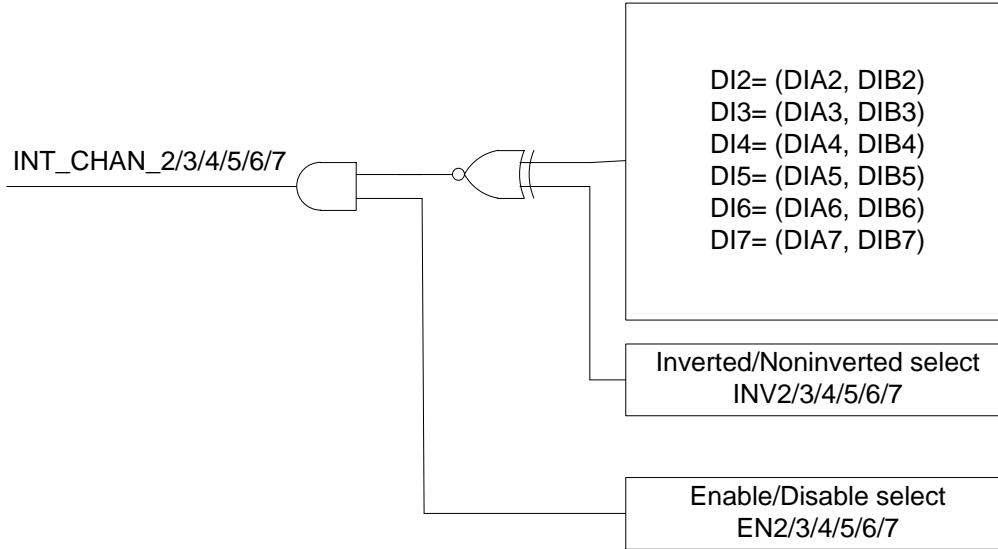 DI2= (DIA2, DIB2)
DI3= (DIA3, DIB3)
DI4= (DIA4, DIB4)
DI5= (DIA5, DIB5)
DI6= (DIA6, DIB6)
DI7= (DIA7, DIB7)
INT_CHAN_2/3/4/5/6/7
Inverted/Noninverted select
INV2/3/4/5/6/7
Enable/Disable select
EN2/3/4/5/6/7